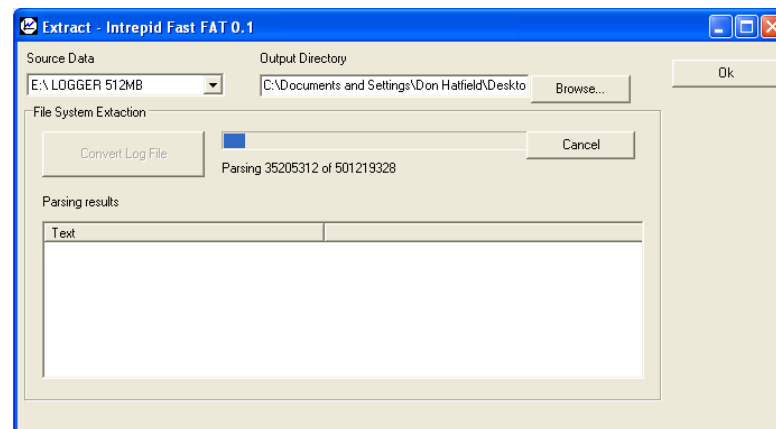 Extract - Intrepid Fast FAT 0.1
Source Data
Output Directory
E:\ LOGGER 512MB
C:\Documents and Settings\Don Hatfield\Deskto
Browse...
Ok
File System Extaction
Convert Log File
Cancel
Parsing 35205312 of 501219328
Parsing results
Text